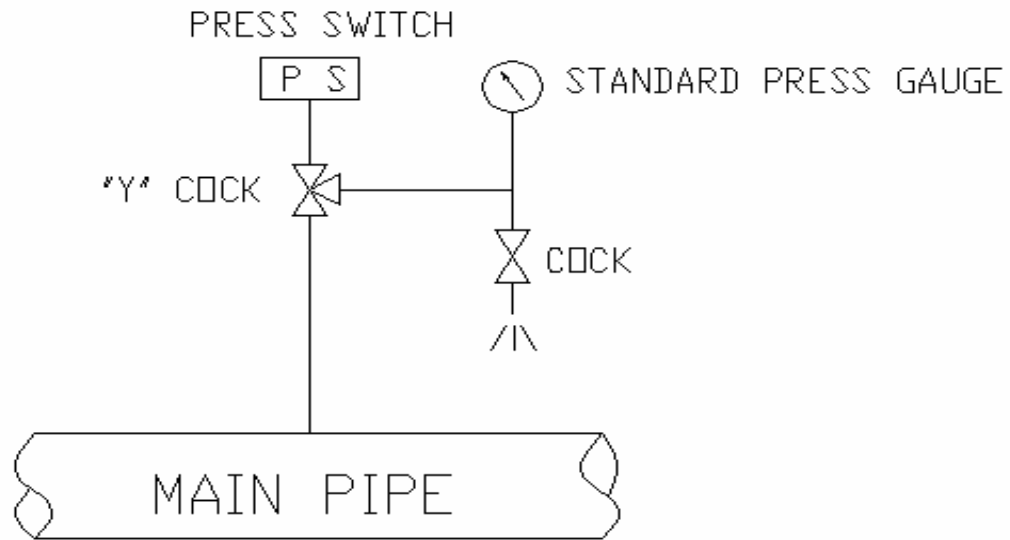 PRESS SWITCH
P S
STANDARD PRESS GAUGE
"Y" COCK
COCK
MAIN PIPE